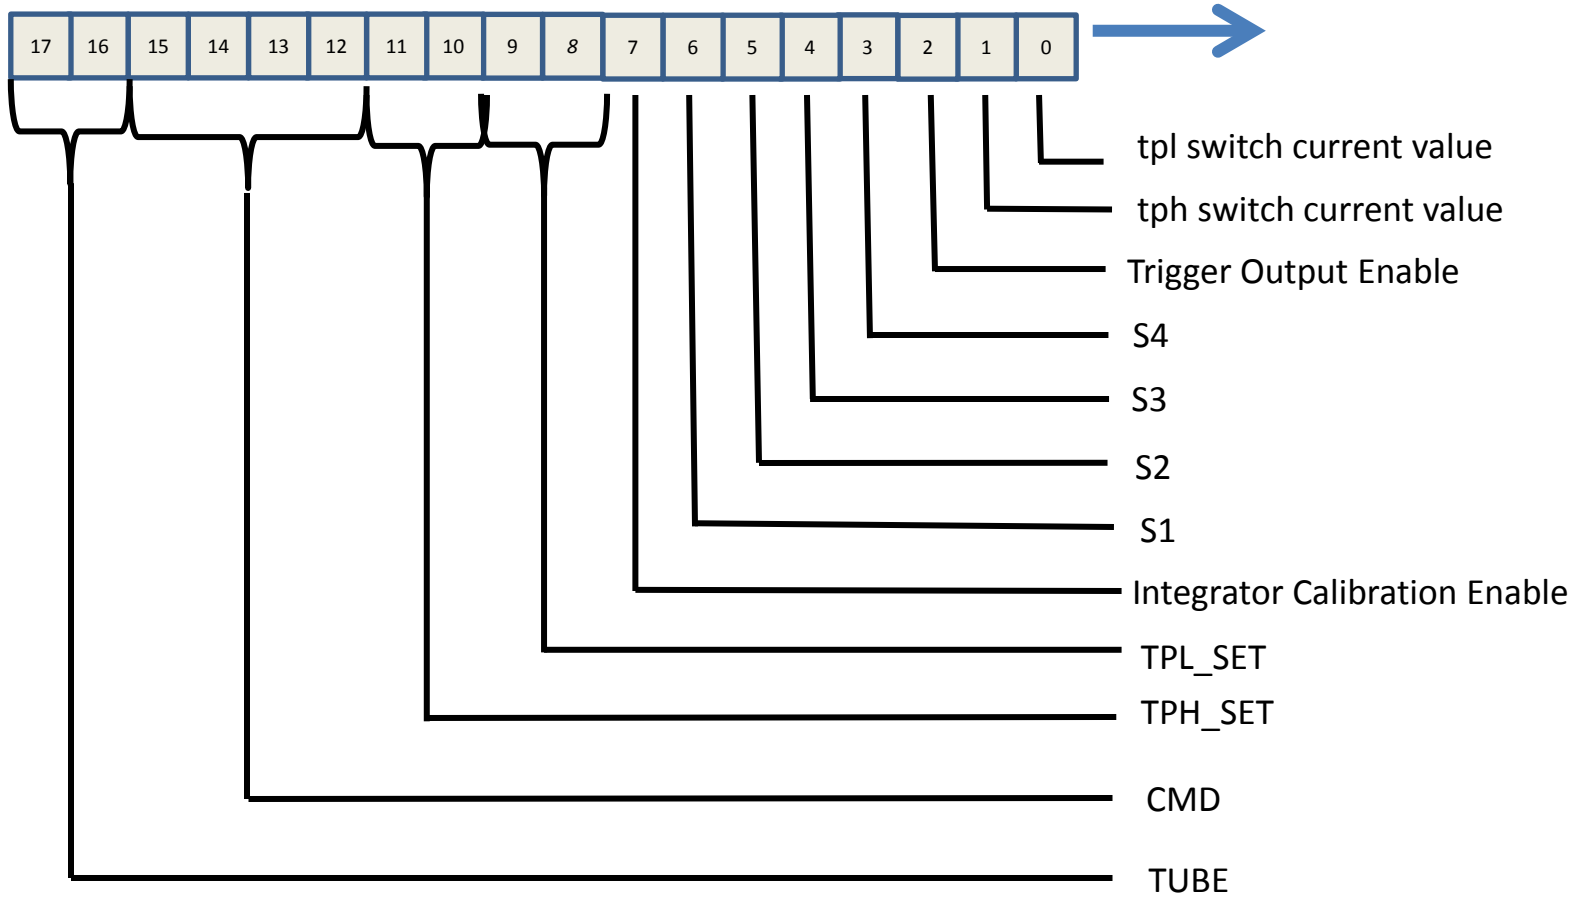 17 16 15 14 13 12 11 10 9 8 7 6 5 4 3 2 1 0
tpl switch current value
tph switch current value
Trigger Output Enable
S4
S3
S2
S1
Integrator Calibration Enable
TPL_SET
TPH_SET
CMD
TUBE